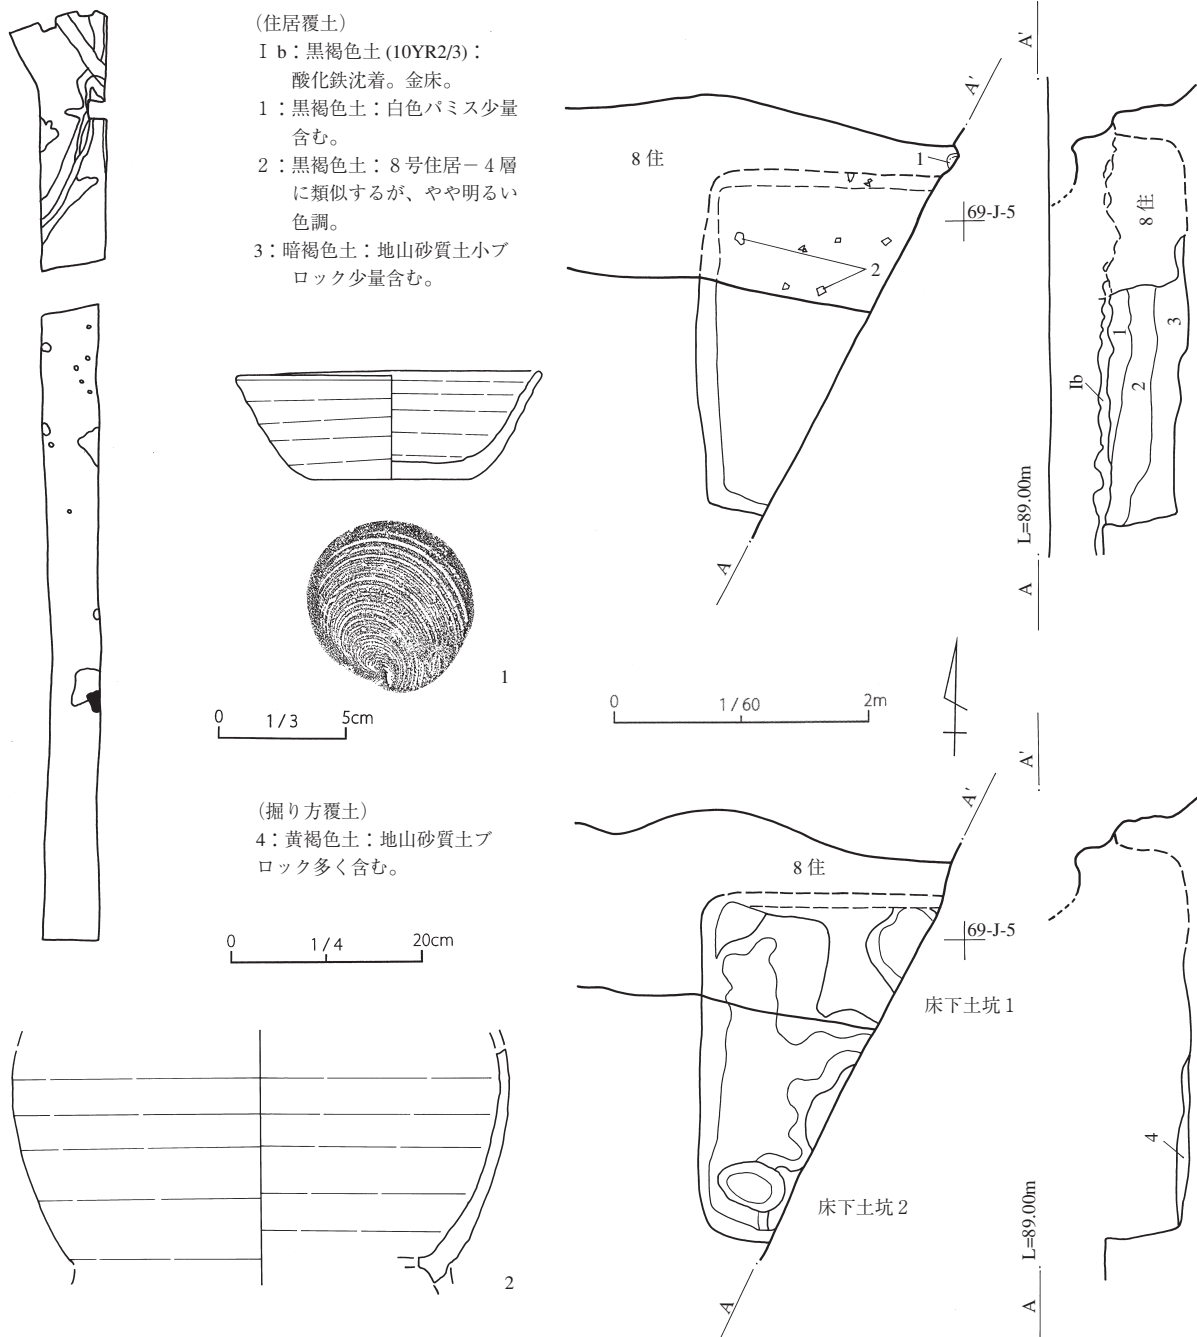 （住居覆土）
Ⅰ b：黒褐色土 (10YR2/3)：
酸化鉄沈着。金床。
1：黒褐色土：白色パミス少量
含む。
2：黒褐色土：８号住居－４層
に類似するが、やや明るい
色調。
3：暗褐色土：地山砂質土小ブ
ロック少量含む。
1
0 1 / 3 5cm
（掘り方覆土）
4：黄褐色土：地山砂質土ブ
ロック多く含む。
0 1 / 4 20cm
2
A'
8 住
1
69-J-5
2
A
0 1 / 60 2m
A'
8 住
Ib
1
2
3
L=89.00m
A
A'
8 住
69-J-5
床下土坑 1
床下土坑 2
A
A'
4
L=89.00m
A